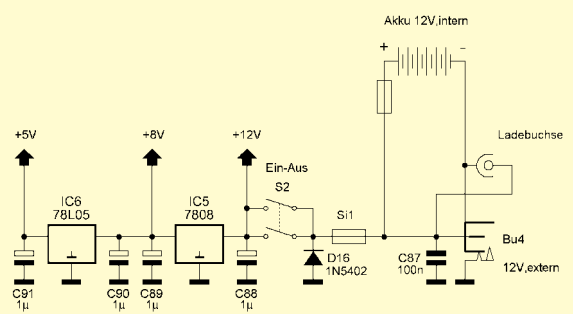 Akku 12V,intern
+
−
+5V
+8V
+12V
Ladebuchse
Ein-Aus
S2
IC6
78L05
IC5
7808
Si1
Bu4
D16
1N5402
C87
100n
12V,extern
C91
1µ
C90
1µ
C89
1µ
C88
1µ